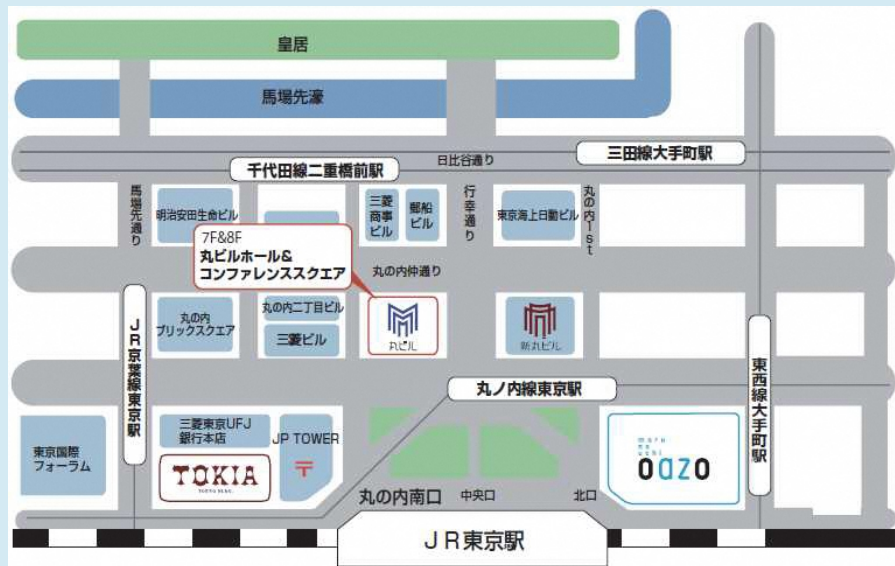 皇居
馬場先濠
三田線大手町駅
日比谷通り
千代田線二重橋前駅
馬場先通り
明治安田生命ビル
三菱
商事
ビル
郵船
ビル
行幸通り
東京海上日動ビル
丸の内1st
7F&8F
丸ビルホール&
コンファレンススクエア
丸の内仲通り
丸の内
ブリックスクエア
丸の内二丁目ビル
三菱ビル
丸ビル
新丸ビル
JR京葉線東京駅
丸ノ内線東京駅
東西線大手町駅
東京国際
フォーラム
三菱東京UFJ
銀行本店
JP TOWER
〒
TOKIA
maru
no
uchi
oazo
丸の内南口
中央口
北口
JR東京駅